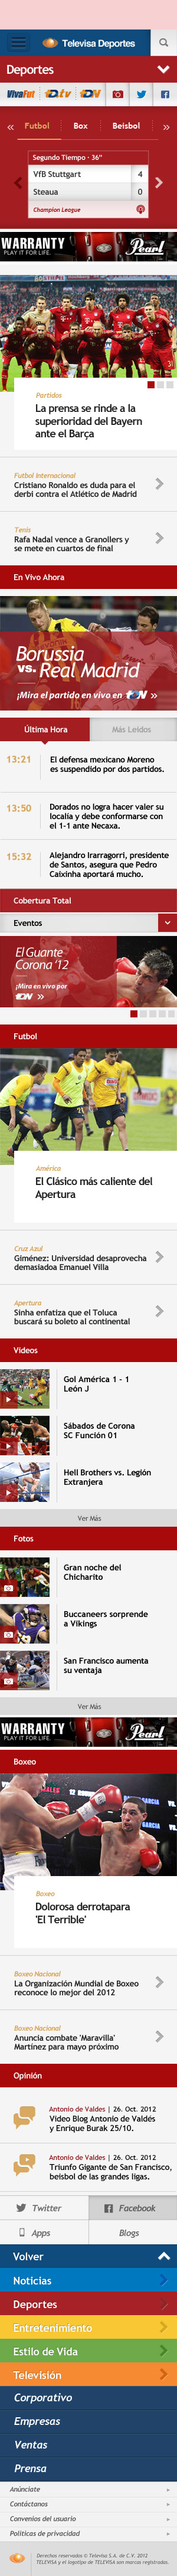 Televisa Deportes
Deportes
VivaFut tv TDN
« Futbol Box Beisbol »
Segundo Tiempo - 36"
VfB Stuttgart 4
Steaua 0
Champion League
WARRANTY
PLAY IT FOR LIFE.
Pearl
Partidos
La prensa se rinde a la
superioridad del Bayern
ante el Barça
Futbol Internacional
Cristiano Ronaldo es duda para el
derbi contra el Atlético de Madrid
Tenis
Rafa Nadal vence a Granollers y
se mete en cuartos de final
En Vivo Ahora
Borussia
vs. Real Madrid
¡Mira el partido en vivo en TDN »
Última Hora
Más Leídos
13:21 El defensa mexicano Moreno
es suspendido por dos partidos.
13:50 Dorados no logra hacer valer su
localía y debe conformarse con
el 1-1 ante Necaxa.
15:32 Alejandro Irarragorri, presidente
de Santos, asegura que Pedro
Caixinha aportará mucho.
Cobertura Total
Eventos
El Guante
Corona '12
¡Mira en vivo por
TDN »
Futbol
América
El Clásico más caliente del
Apertura
Cruz Azul
Giménez: Universidad desaprovecha
demasiadoa Emanuel Villa
Apertura
Sinha enfatiza que el Toluca
buscará su boleto al continental
Videos
Gol América 1 - 1
León J
Sábados de Corona
SC Función 01
Hell Brothers vs. Legión
Extranjera
Ver Más
Fotos
Gran noche del
Chicharito
Buccaneers sorprende
a Vikings
San Francisco aumenta
su ventaja
Ver Más
WARRANTY
PLAY IT FOR LIFE.
Pearl
Boxeo
Boxeo
Dolorosa derrotapara
'El Terrible'
Boxeo Nacional
La Organización Mundial de Boxeo
reconoce lo mejor del 2012
Boxeo Nacional
Anuncia combate 'Maravilla'
Martínez para mayo próximo
Opinión
Antonio de Valdes | 26. Oct. 2012
Video Blog Antonio de Valdés
y Enrique Burak 25/10.
Antonio de Valdes | 26. Oct. 2012
Triunfo Gigante de San Francisco,
beisbol de las grandes ligas.
Twitter
Facebook
Apps
Blogs
Volver
Noticias
Deportes
Entretenimiento
Estilo de Vida
Televisión
Corporativo
Empresas
Ventas
Prensa
Anúnciate
Contáctanos
Convenios del usuario
Políticas de privacidad
Derechos reservados © Televisa S.A. de C.V. 2012
TELEVISA y el logotipo de TELEVISA son marcas registradas.